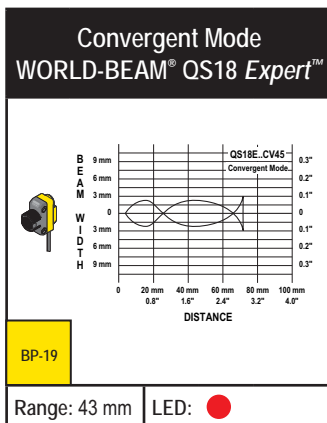 Convergent Mode
WORLD-BEAM® QS18 Expert™
QS18E..CV45
Convergent Mode
BEAM WIDTH
9 mm 0.3"
6 mm 0.2"
3 mm 0.1"
0 0
3 mm 0.1"
6 mm 0.2"
9 mm 0.3"
0 20 mm 40 mm 60 mm 80 mm 100 mm
0.8" 1.6" 2.4" 3.2" 4.0"
DISTANCE
BP-19
Range: 43 mm LED: